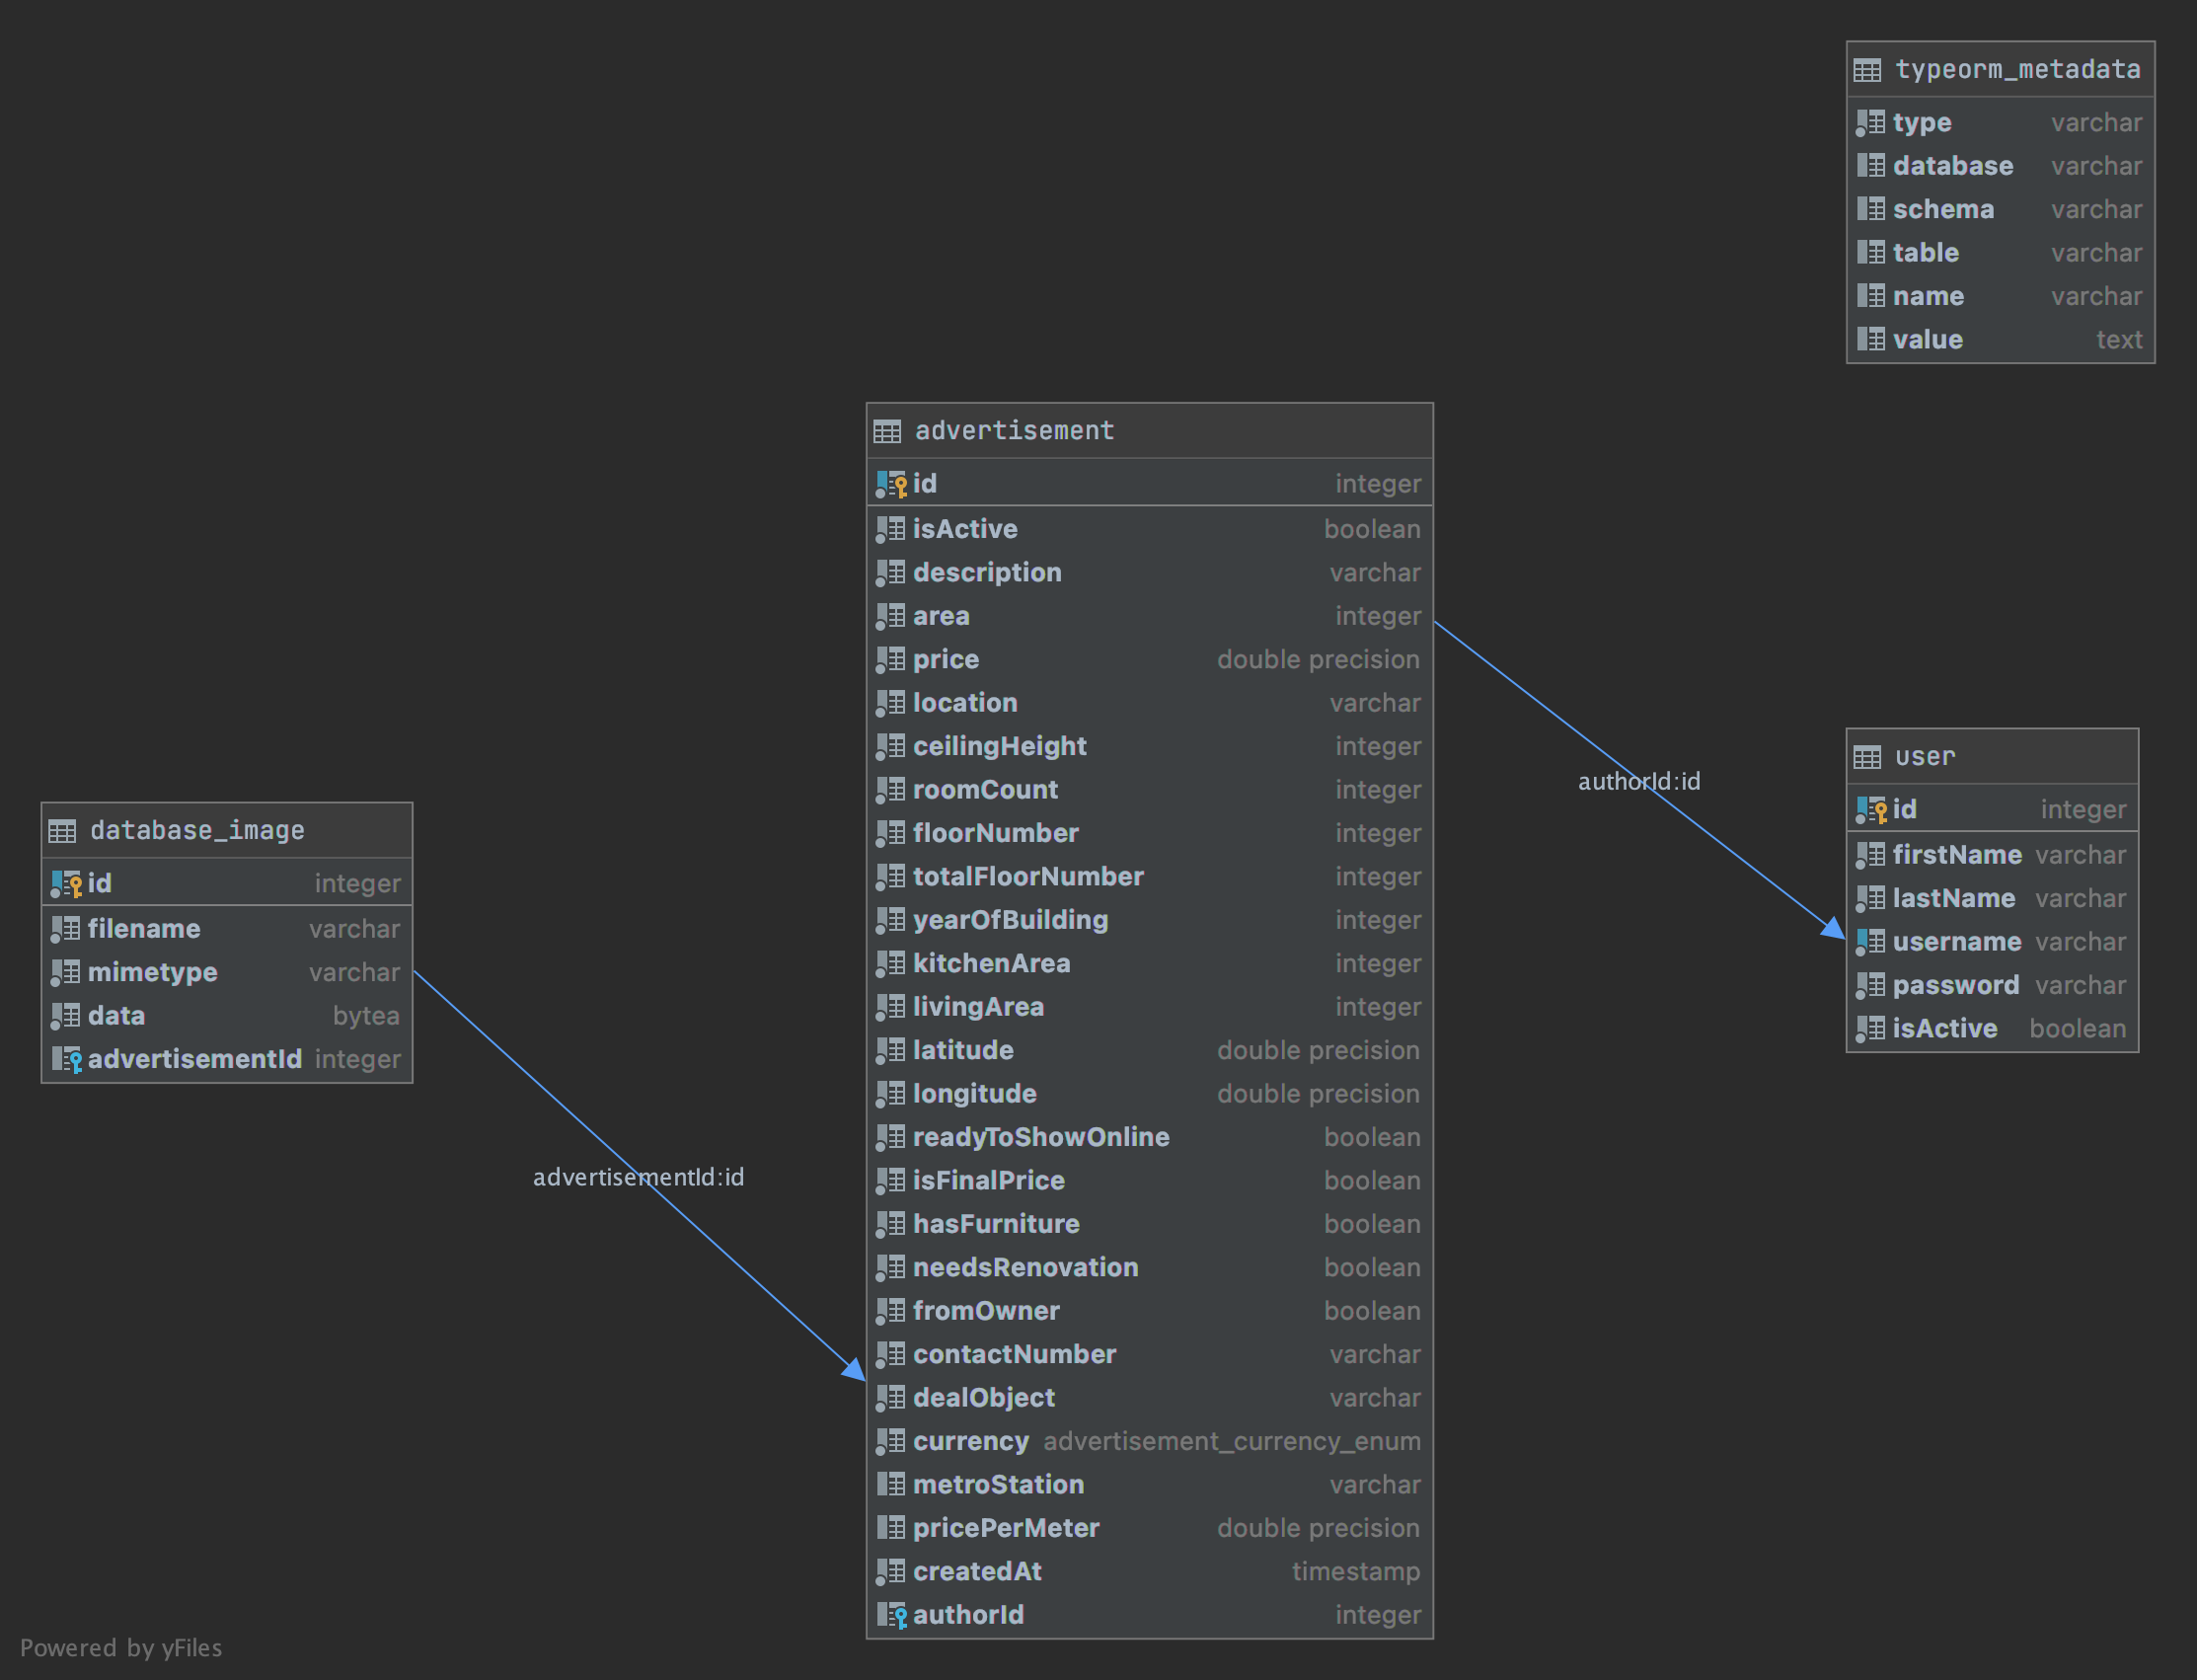 typeorm_metadata
type varchar
database varchar
schema varchar
table varchar
name varchar
value text
advertisement
id integer
isActive boolean
description varchar
area integer
price double precision
location varchar
ceilingHeight integer
roomCount integer
floorNumber integer
totalFloorNumber integer
yearOfBuilding integer
kitchenArea integer
livingArea integer
latitude double precision
longitude double precision
readyToShowOnline boolean
isFinalPrice boolean
hasFurniture boolean
needsRenovation boolean
fromOwner boolean
contactNumber varchar
dealObject varchar
currency advertisement_currency_enum
metroStation varchar
pricePerMeter double precision
createdAt timestamp
authorId integer
authorId:id
user
id integer
firstName varchar
lastName varchar
username varchar
password varchar
isActive boolean
database_image
id integer
filename varchar
mimetype varchar
data bytea
advertisementId integer
advertisementId:id
Powered by yFiles